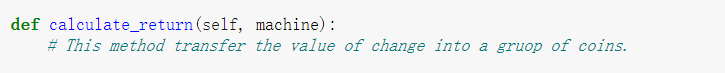 def calculate_return(self, machine):
    # This method transfer the value of change into a gruop of coins.